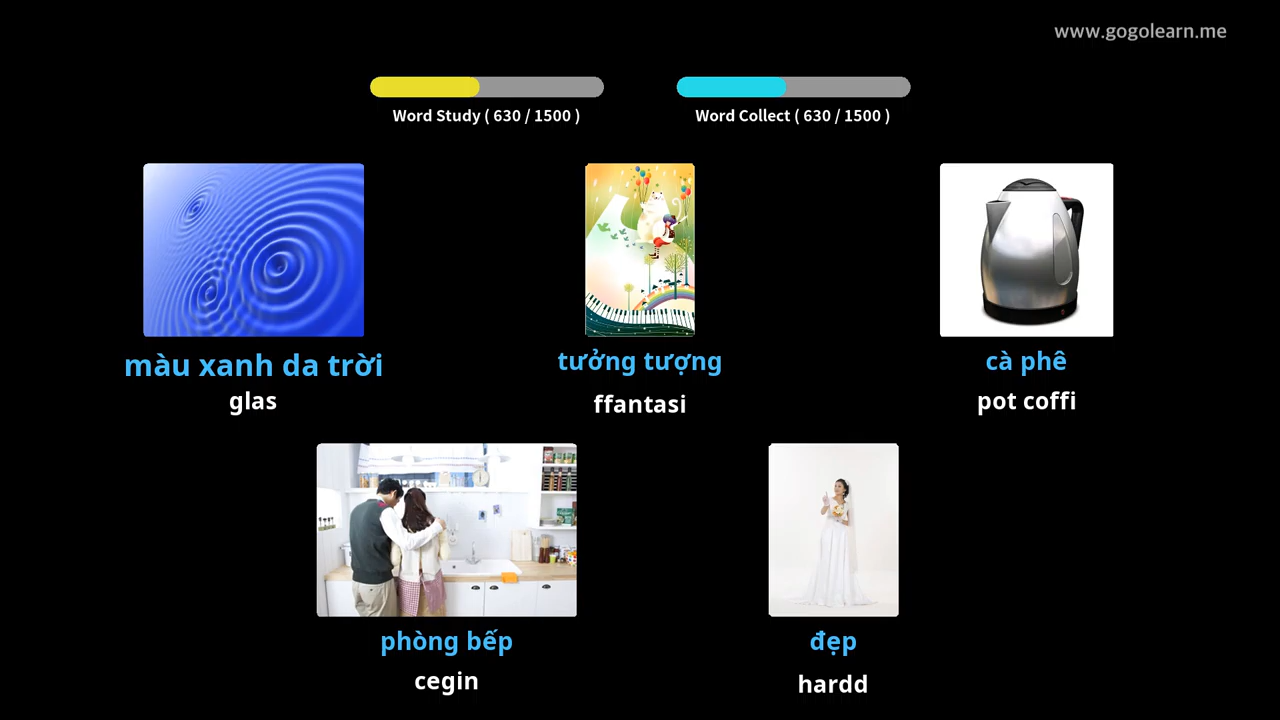 www.gogolearn.me
Word Study ( 630 / 1500 )
Word Collect ( 630 / 1500 )
màu xanh da trời
glas
tưởng tượng
ffantasi
cà phê
pot coffi
phòng bếp
cegin
đẹp
hardd